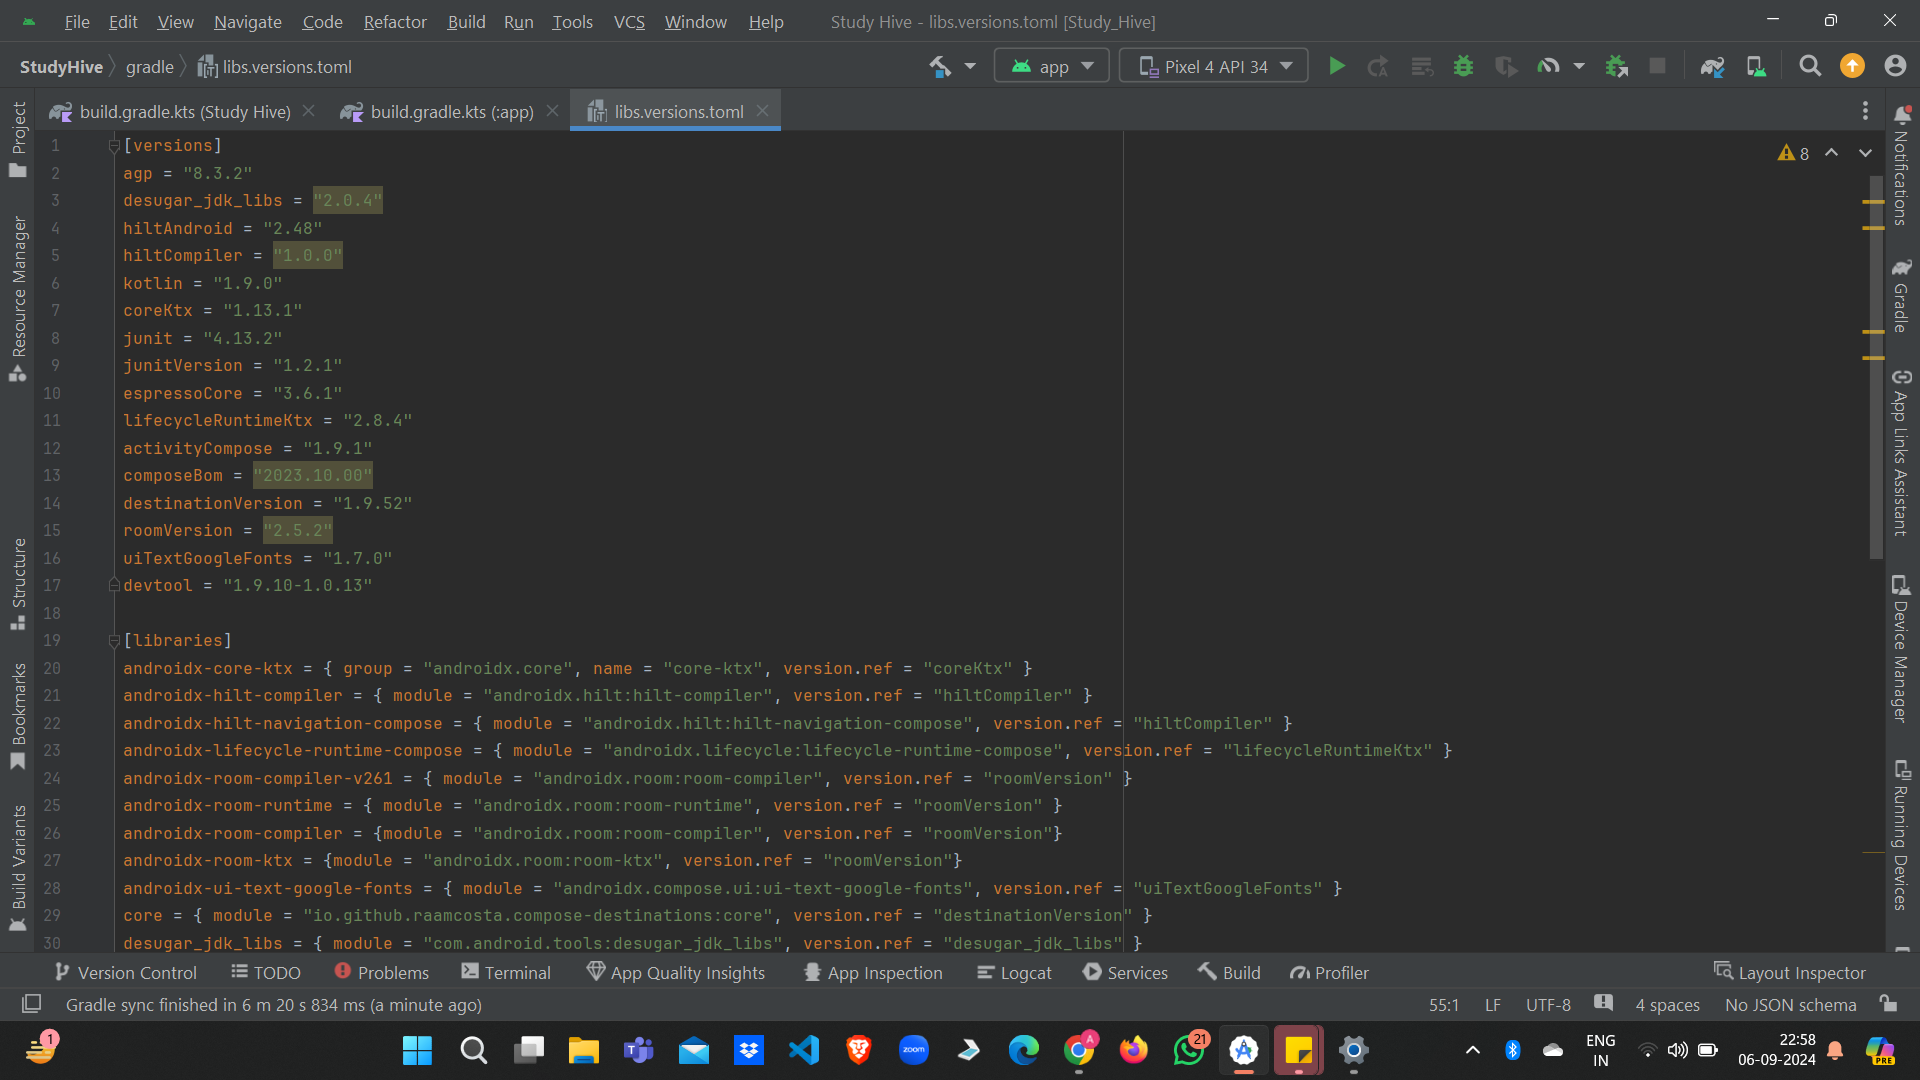 File Edit View Navigate Code Refactor Build Run Tools VCS Window Help Study Hive - libs.versions.toml [Study_Hive]
StudyHive gradle libs.versions.toml app Pixel 4 API 34
build.gradle.kts (Study Hive) build.gradle.kts (:app) libs.versions.toml
Project
Resource Manager
Structure
Bookmarks
Build Variants
8
1 [versions]
2 agp = "8.3.2"
3 desugar_jdk_libs = "2.0.4"
4 hiltAndroid = "2.48"
5 hiltCompiler = "1.0.0"
6 kotlin = "1.9.0"
7 coreKtx = "1.13.1"
8 junit = "4.13.2"
9 junitVersion = "1.2.1"
10 espressoCore = "3.6.1"
11 lifecycleRuntimeKtx = "2.8.4"
12 activityCompose = "1.9.1"
13 composeBom = "2023.10.00"
14 destinationVersion = "1.9.52"
15 roomVersion = "2.5.2"
16 uiTextGoogleFonts = "1.7.0"
17 devtool = "1.9.10-1.0.13"
18
19 [libraries]
20 androidx-core-ktx = { group = "androidx.core", name = "core-ktx", version.ref = "coreKtx" }
21 androidx-hilt-compiler = { module = "androidx.hilt:hilt-compiler", version.ref = "hiltCompiler" }
22 androidx-hilt-navigation-compose = { module = "androidx.hilt:hilt-navigation-compose", version.ref = "hiltCompiler" }
23 androidx-lifecycle-runtime-compose = { module = "androidx.lifecycle:lifecycle-runtime-compose", version.ref = "lifecycleRuntimeKtx" }
24 androidx-room-compiler-v261 = { module = "androidx.room:room-compiler", version.ref = "roomVersion" }
25 androidx-room-runtime = { module = "androidx.room:room-runtime", version.ref = "roomVersion" }
26 androidx-room-compiler = {module = "androidx.room:room-compiler", version.ref = "roomVersion"}
27 androidx-room-ktx = {module = "androidx.room:room-ktx", version.ref = "roomVersion"}
28 androidx-ui-text-google-fonts = { module = "androidx.compose.ui:ui-text-google-fonts", version.ref = "uiTextGoogleFonts" }
29 core = { module = "io.github.raamcosta.compose-destinations:core", version.ref = "destinationVersion" }
30 desugar_jdk_libs = { module = "com.android.tools:desugar_jdk_libs", version.ref = "desugar_jdk_libs" }
Notifications
Gradle
App Links Assistant
Device Manager
Running Devices
Version Control TODO Problems Terminal App Quality Insights App Inspection Logcat Services Build Profiler Layout Inspector
Gradle sync finished in 6 m 20 s 834 ms (a minute ago) 55:1 LF UTF-8 4 spaces No JSON schema
1 zoom A 21 ENG 22:58
IN 06-09-2024 PRE